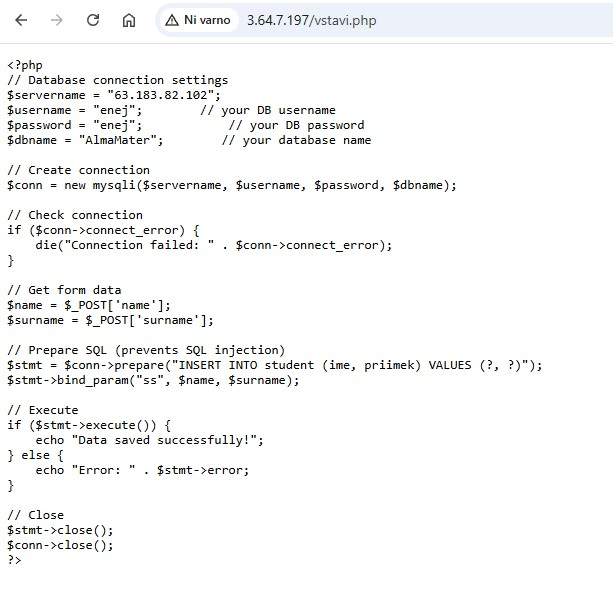 Ni varno 3.64.7.197/vstavi.php
<?php
// Database connection settings
$servername = "63.183.82.102";
$username = "enej";        // your DB username
$password = "enej";            // your DB password
$dbname = "AlmaMater";        // your database name
// Create connection
$conn = new mysqli($servername, $username, $password, $dbname);
// Check connection
if ($conn->connect_error) {
    die("Connection failed: " . $conn->connect_error);
}
// Get form data
$name = $_POST['name'];
$surname = $_POST['surname'];
// Prepare SQL (prevents SQL injection)
$stmt = $conn->prepare("INSERT INTO student (ime, priimek) VALUES (?, ?)");
$stmt->bind_param("ss", $name, $surname);
// Execute
if ($stmt->execute()) {
    echo "Data saved successfully!";
} else {
    echo "Error: " . $stmt->error;
}
// Close
$stmt->close();
$conn->close();
?>